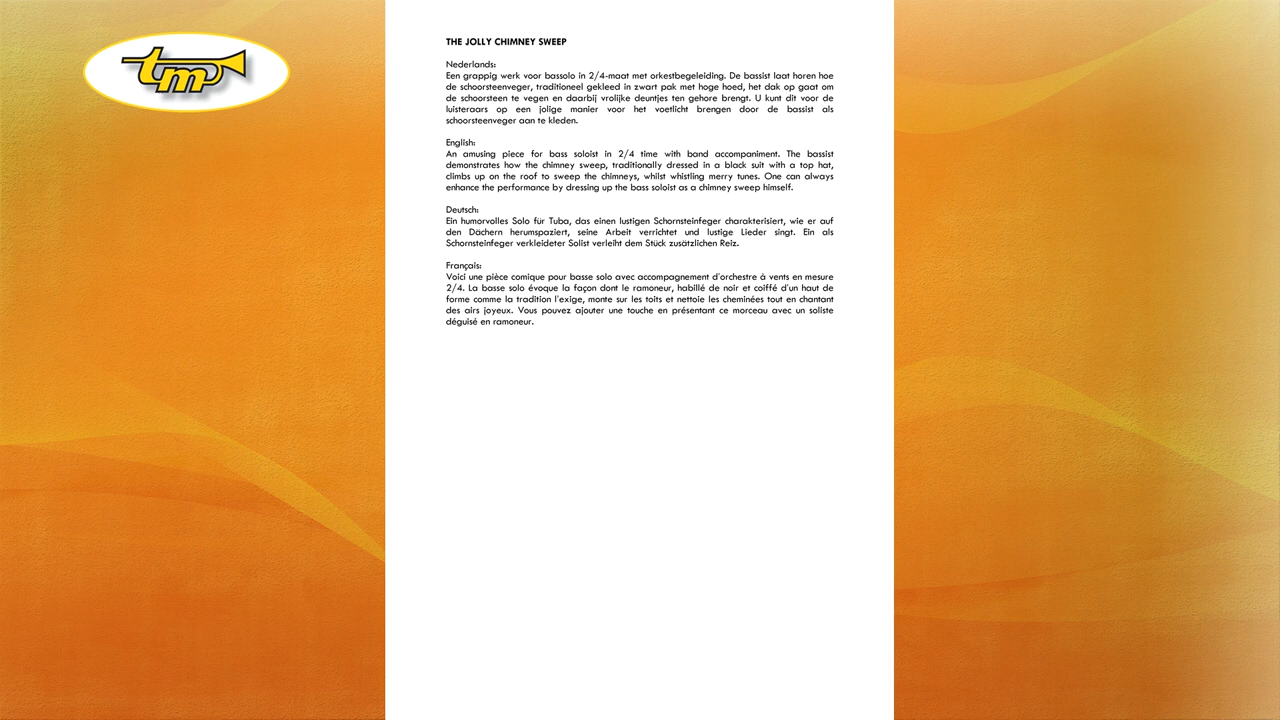 tm
THE JOLLY CHIMNEY SWEEP
Nederlands:
Een grappig werk voor bassolo in 2/4-maat met orkestbegeleiding. De bassist laat horen hoe
de schoorsteenveger, traditioneel gekleed in zwart pak met hoge hoed, het dak op gaat om
de schoorsteen te vegen en daarbij vrolijke deuntjes ten gehore brengt. U kunt dit voor de
luisteraars op een jolige manier voor het voetlicht brengen door de bassist als
schoorsteenveger aan te kleden.
English:
An amusing piece for bass soloist in 2/4 time with band accompaniment. The bassist
demonstrates how the chimney sweep, traditionally dressed in a black suit with a top hat,
climbs up on the roof to sweep the chimneys, whilst whistling merry tunes. One can always
enhance the performance by dressing up the bass soloist as a chimney sweep himself.
Deutsch:
Ein humorvolles Solo für Tuba, das einen lustigen Schornsteinfeger charakterisiert, wie er auf
den Dächern herumspaziert, seine Arbeit verrichtet und lustige Lieder singt. Ein als
Schornsteinfeger verkleideter Solist verleiht dem Stück zusätzlichen Reiz.
Français:
Voici une pièce comique pour basse solo avec accompagnement d'orchestre à vents en mesure
2/4. La basse solo évoque la façon dont le ramoneur, habillé de noir et coiffé d'un haut de
forme comme la tradition l'exige, monte sur les toits et nettoie les cheminées tout en chantant
des airs joyeux. Vous pouvez ajouter une touche en présentant ce morceau avec un soliste
déguisé en ramoneur.